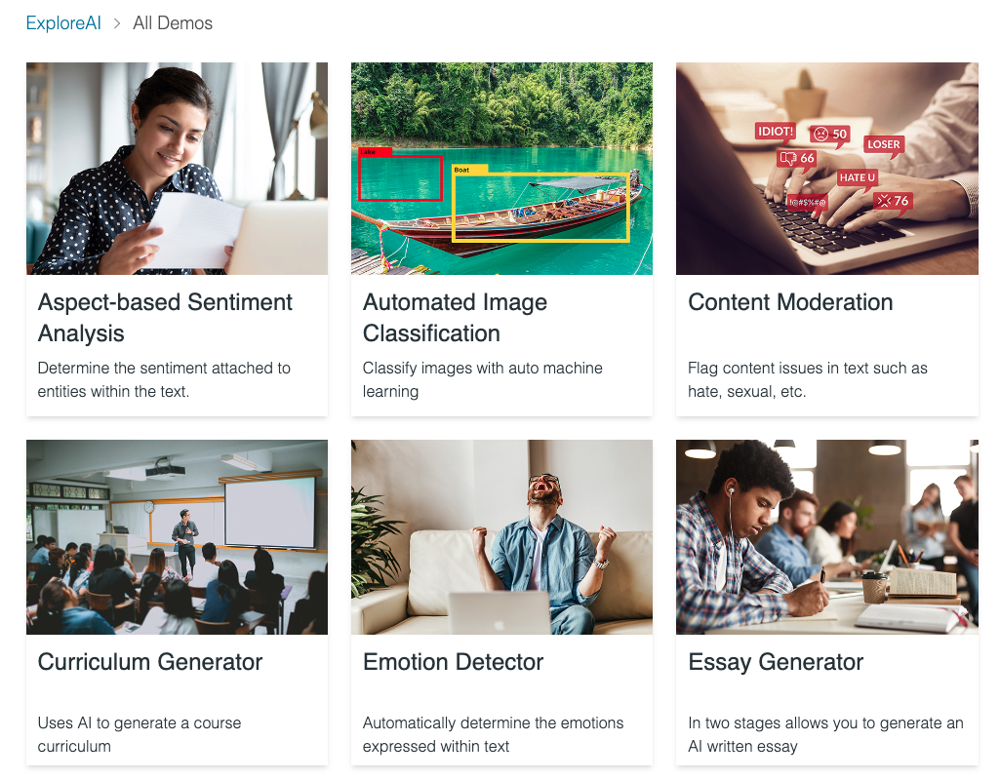 ExploreAI > All Demos
Lake
Boat
IDIOT!
50
LOSER
66
HATE U
!@#$%#@
76
Aspect-based Sentiment
Analysis
Determine the sentiment attached to
entities within the text.
Automated Image
Classification
Classify images with auto machine
learning
Content Moderation
Flag content issues in text such as
hate, sexual, etc.
Curriculum Generator
Uses AI to generate a course
curriculum
Emotion Detector
Automatically determine the emotions
expressed within text
Essay Generator
In two stages allows you to generate an
AI written essay